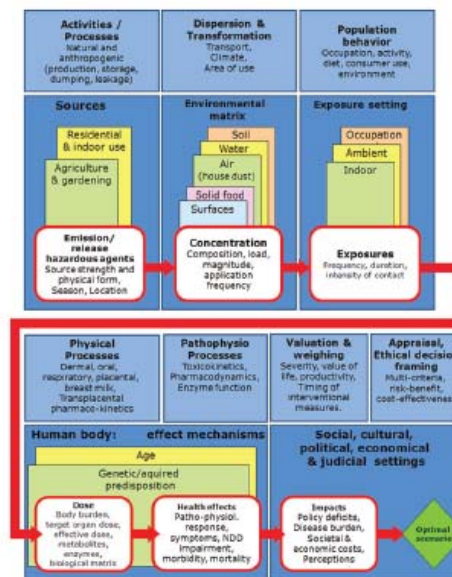 Activities /
Processes
Natural and
anthropogenic
(production, storage,
dumping, leakage)
Dispersion &
Transformation
Transport,
Climate,
Area of use
Population
behavior
Occupation, activity,
diet, consumer use,
environment
Sources
Residential
& indoor use
Agriculture
& gardening
Emission/
release
hazardous agents
Source strength and
physical form,
Season, Location
Environmental
matrix
Soil
Water
Air
(house dust)
Solid food
Surfaces
Concentration
Composition, load,
magnitude,
application
frequency
Exposure setting
Occupation
Ambient
Indoor
Exposures
Frequency, duration,
intensity of contact
Physical
Processes
Dermal, oral,
respiratory, placental,
breast milk,
Transplacental
pharmaco-kinetics
Pathophysio
Processes
Toxicokinetics,
Pharmacodynamics,
Enzyme function
Valuation &
weighing
Severity, value of
life, productivity,
Timing of
interventional
measures.
Appraisal,
Ethical decision
framing
Multi-criteria,
risk-benefit,
cost-effectiveness
Human body: effect mechanisms
Age
Genetic/aquired
predisposition
Dose
Body burden,
target organ dose,
effective dose,
metabolites,
enzymes,
biological matrix
Health effects
Patho-physiol.
response,
symptoms, NDD
Impairment,
morbidity, mortality
Social, cultural,
political, economical
& judicial settings
Impacts
Policy deficits,
Disease burden,
Societal &
economic costs,
Perceptions
Optimal
scenario